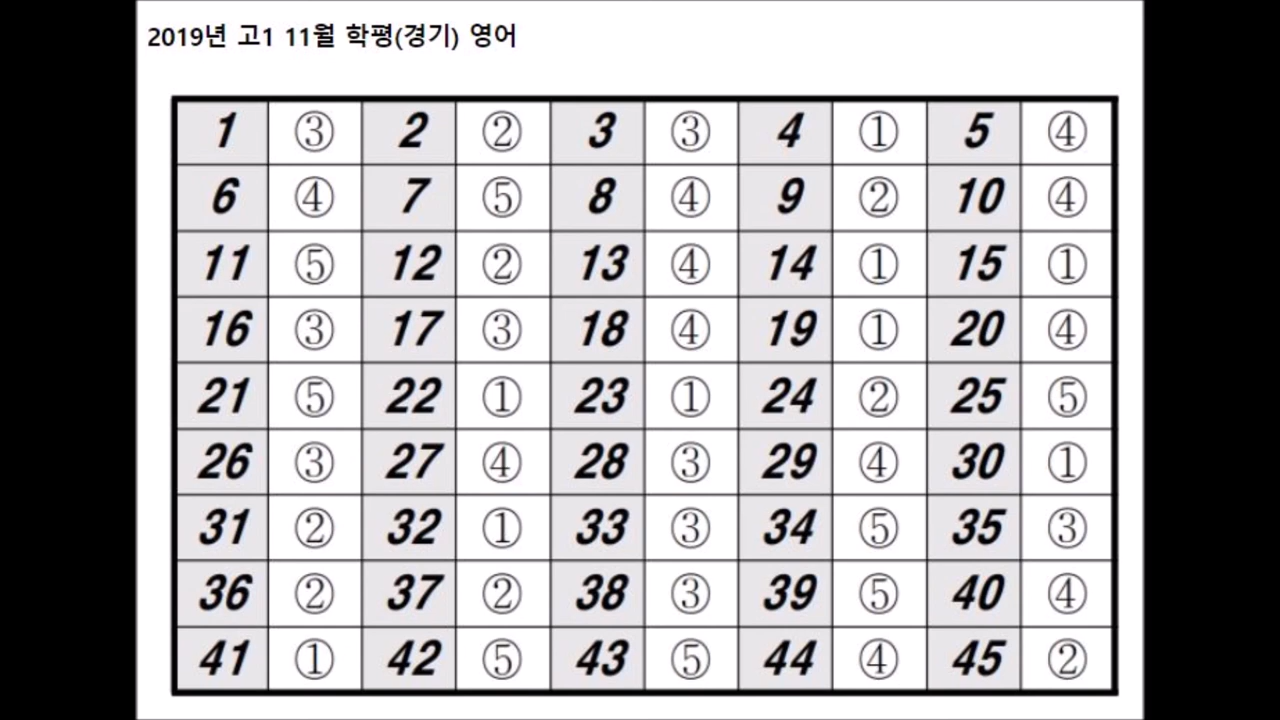 2019년 고1 11월 학평(경기) 영어
1 ③ 2 ② 3 ③ 4 ① 5 ④
6 ④ 7 ⑤ 8 ④ 9 ② 10 ④
11 ⑤ 12 ② 13 ④ 14 ① 15 ①
16 ③ 17 ③ 18 ④ 19 ① 20 ④
21 ⑤ 22 ① 23 ① 24 ② 25 ⑤
26 ③ 27 ④ 28 ③ 29 ④ 30 ①
31 ② 32 ① 33 ③ 34 ⑤ 35 ③
36 ② 37 ② 38 ③ 39 ⑤ 40 ④
41 ① 42 ⑤ 43 ⑤ 44 ④ 45 ②